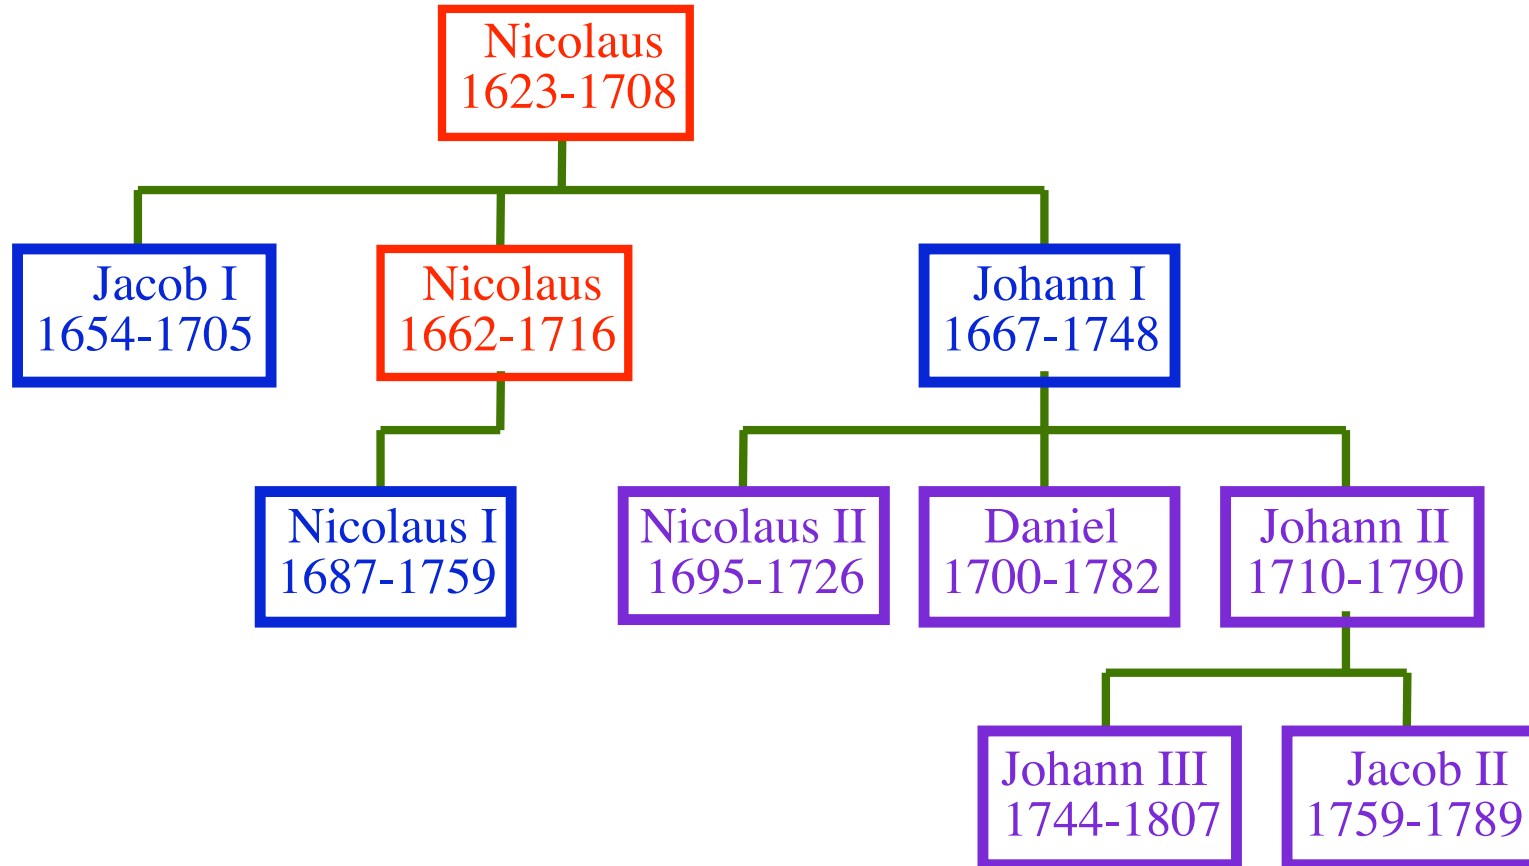 Nicolaus
1623-1708
Jacob I
1654-1705
Nicolaus
1662-1716
Johann I
1667-1748
Nicolaus I
1687-1759
Nicolaus II
1695-1726
Daniel
1700-1782
Johann II
1710-1790
Johann III
1744-1807
Jacob II
1759-1789